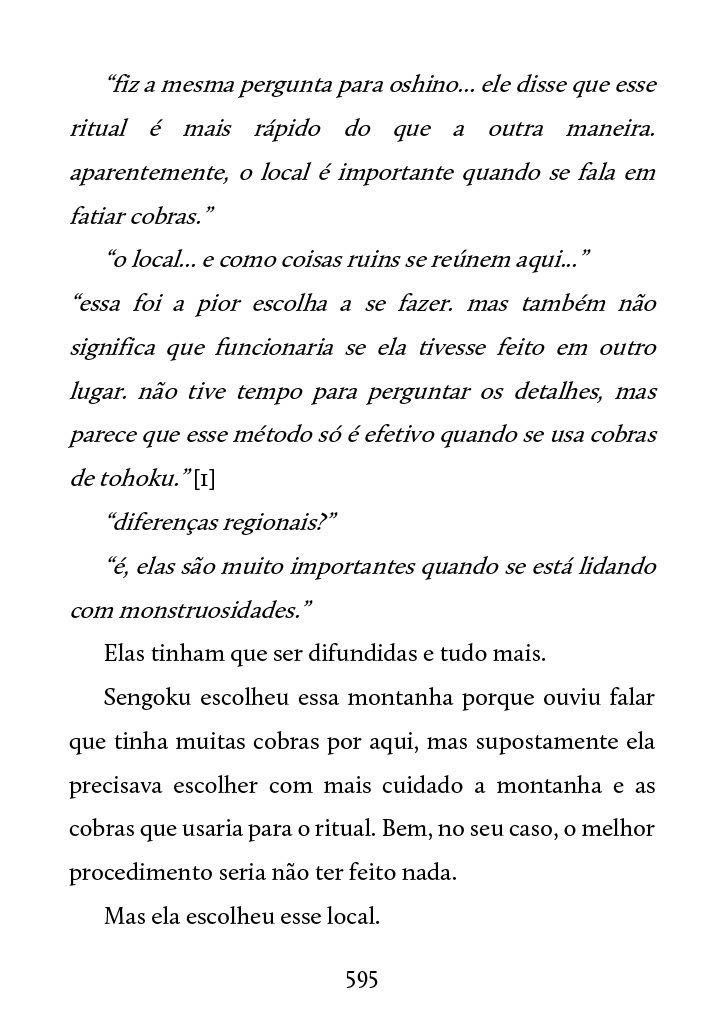 “fiz a mesma pergunta para oshino... ele disse que esse
ritual é mais rápido do que a outra maneira.
aparentemente, o local é importante quando se fala em
fatiar cobras.”
“o local... e como coisas ruins se reúnem aqui...”
“essa foi a pior escolha a se fazer. mas também não
significa que funcionaria se ela tivesse feito em outro
lugar. não tive tempo para perguntar os detalhes, mas
parece que esse método só é efetivo quando se usa cobras
de tohoku.” [1]
“diferenças regionais?”
“é, elas são muito importantes quando se está lidando
com monstruosidades.”
Elas tinham que ser difundidas e tudo mais.
Sengoku escolheu essa montanha porque ouviu falar
que tinha muitas cobras por aqui, mas supostamente ela
precisava escolher com mais cuidado a montanha e as
cobras que usaria para o ritual. Bem, no seu caso, o melhor
procedimento seria não ter feito nada.
Mas ela escolheu esse local.
595